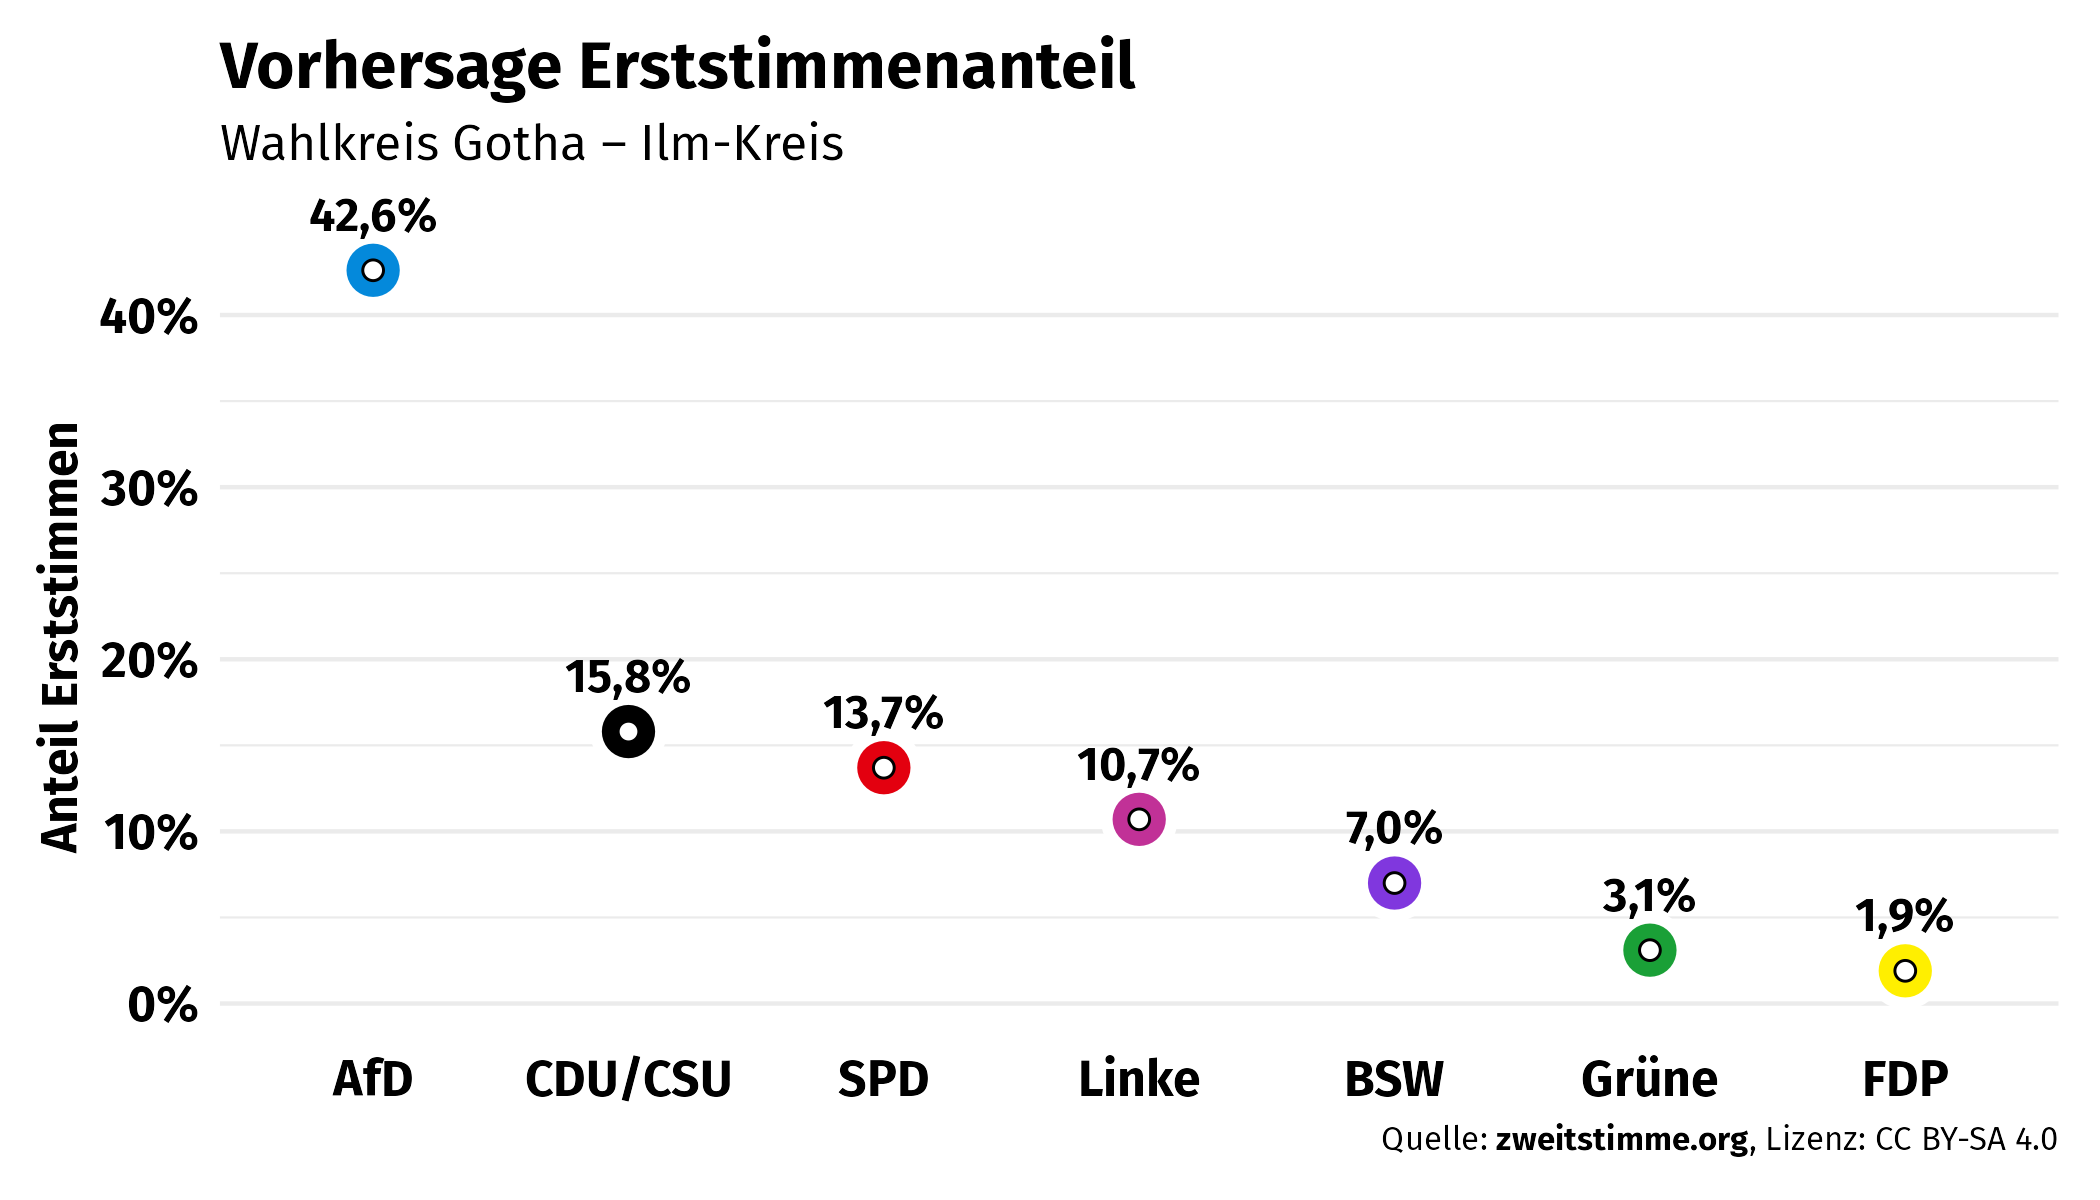 Vorhersage Erststimmenanteil
Wahlkreis Gotha – Ilm-Kreis
42,6%
40%
30%
20%
10%
0%
Anteil Erststimmen
15,8%
13,7%
10,7%
7,0%
3,1%
1,9%
AfD CDU/CSU SPD Linke BSW Grüne FDP
Quelle: zweitstimme.org, Lizenz: CC BY-SA 4.0